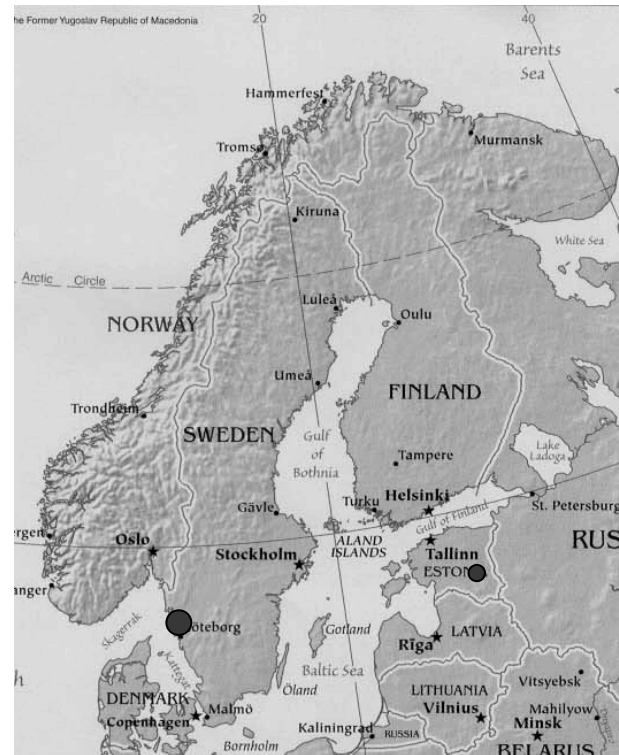 he Former Yugoslav Republic of Macedonia
20
40
Barents
Sea
Hammerfest
Tromsø
Murmansk
Kiruna
White Sea
Arctic Circle
Luleå
Oulu
NORWAY
Umeå
FINLAND
Trondheim
SWEDEN
Gulf
of
Bothnia
Lake
Ladoga
Tampere
Gävle
Turku
Helsinki
St. Petersburg
Gulf of Finland
ergen
Oslo
Stockholm
ALAND
ISLANDS
Tallinn
RUS
ESTON
anger
Skagerrak
öteborg
Gotland
Rīga
LATVIA
Kattegat
Baltic Sea
Öland
LITHUANIA
Vitsyebsk
h
DENMARK
Malmö
Vilnius
Mahilyow
Copenhagen
Minsk
Bornholm
Kaliningrad
RUSSIA
BELARUS